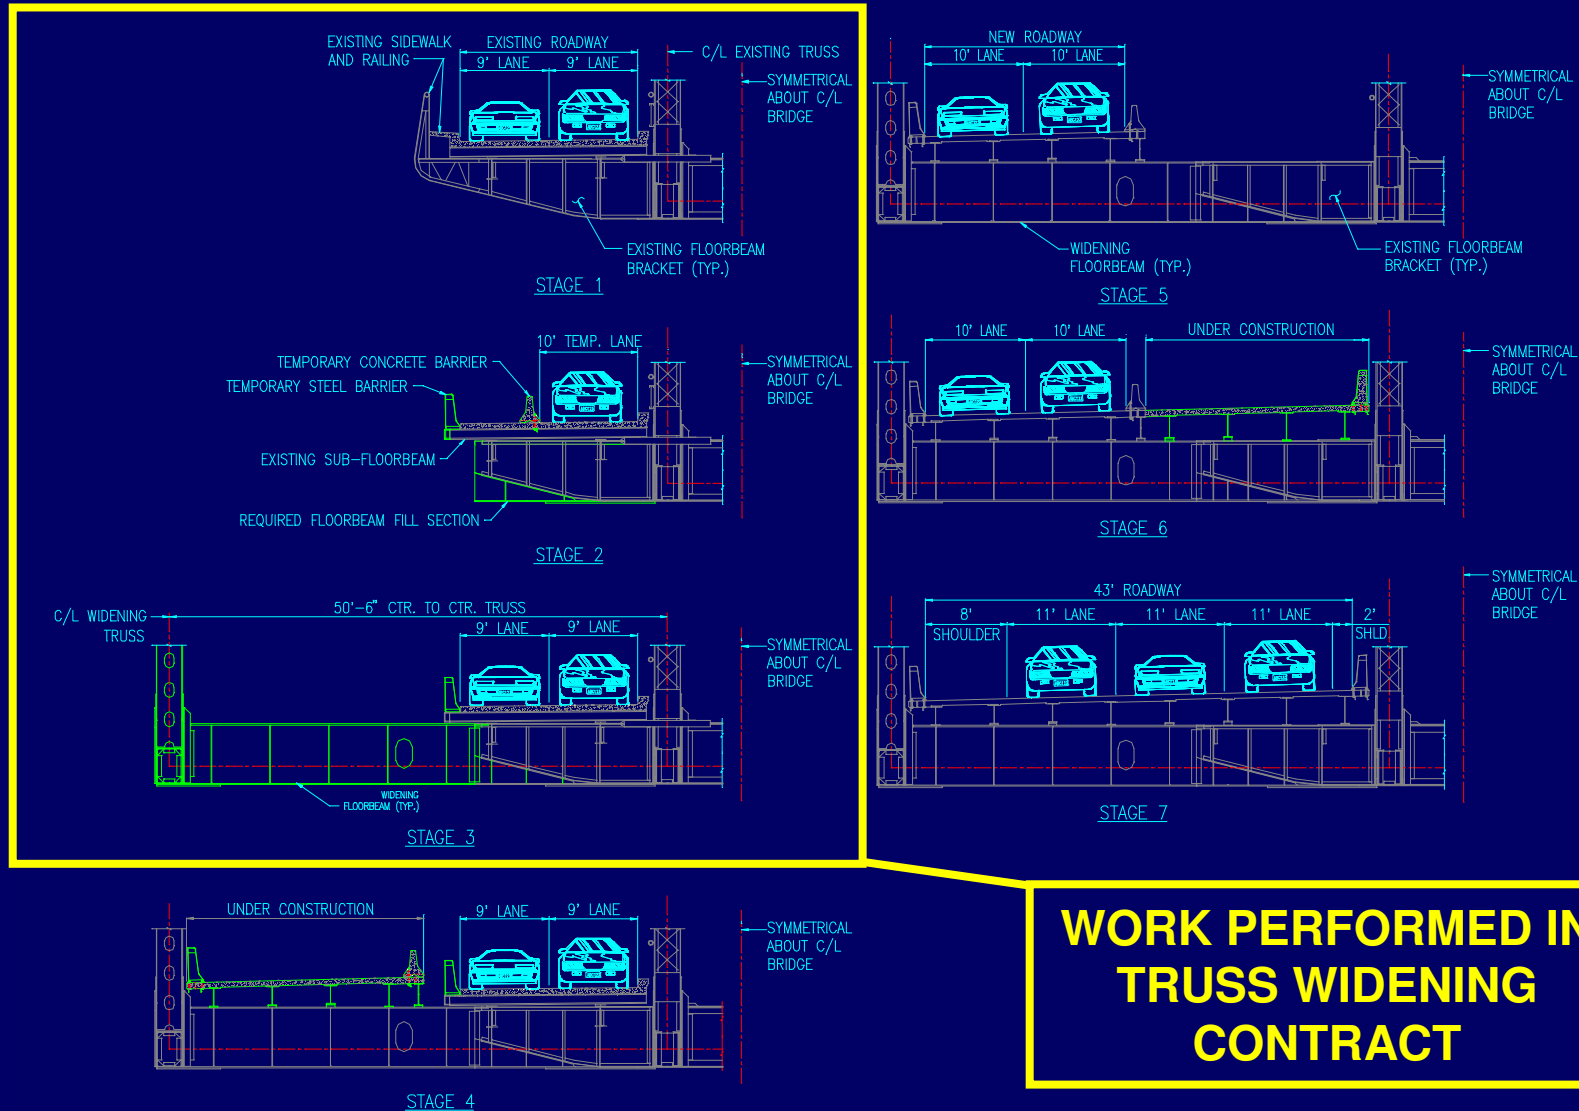 EXISTING SIDEWALK
AND RAILING
EXISTING ROADWAY
9' LANE
9' LANE
C/L EXISTING TRUSS
SYMMETRICAL
ABOUT C/L
BRIDGE
EXISTING FLOORBEAM
BRACKET (TYP.)
STAGE 1
10' TEMP. LANE
TEMPORARY CONCRETE BARRIER
TEMPORARY STEEL BARRIER
SYMMETRICAL
ABOUT C/L
BRIDGE
EXISTING SUB-FLOORBEAM
REQUIRED FLOORBEAM FILL SECTION
STAGE 2
C/L WIDENING
TRUSS
50'-6" CTR. TO CTR. TRUSS
9' LANE
9' LANE
SYMMETRICAL
ABOUT C/L
BRIDGE
WIDENING
FLOORBEAM (TYP.)
STAGE 3
UNDER CONSTRUCTION
9' LANE
9' LANE
SYMMETRICAL
ABOUT C/L
BRIDGE
STAGE 4
NEW ROADWAY
10' LANE
10' LANE
SYMMETRICAL
ABOUT C/L
BRIDGE
WIDENING
FLOORBEAM (TYP.)
EXISTING FLOORBEAM
BRACKET (TYP.)
STAGE 5
10' LANE
10' LANE
UNDER CONSTRUCTION
SYMMETRICAL
ABOUT C/L
BRIDGE
STAGE 6
43' ROADWAY
8'
SHOULDER
11' LANE
11' LANE
11' LANE
2'
SHLD
SYMMETRICAL
ABOUT C/L
BRIDGE
STAGE 7
WORK PERFORMED IN
TRUSS WIDENING
CONTRACT